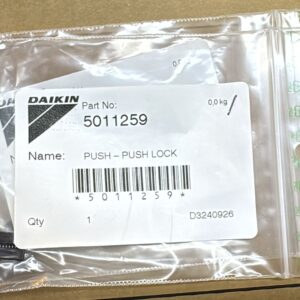 DAIKIN
Part No:
0,0 kg
5011259
Name: PUSH – PUSH LOCK
*5011259*
Qty 1 D3240926